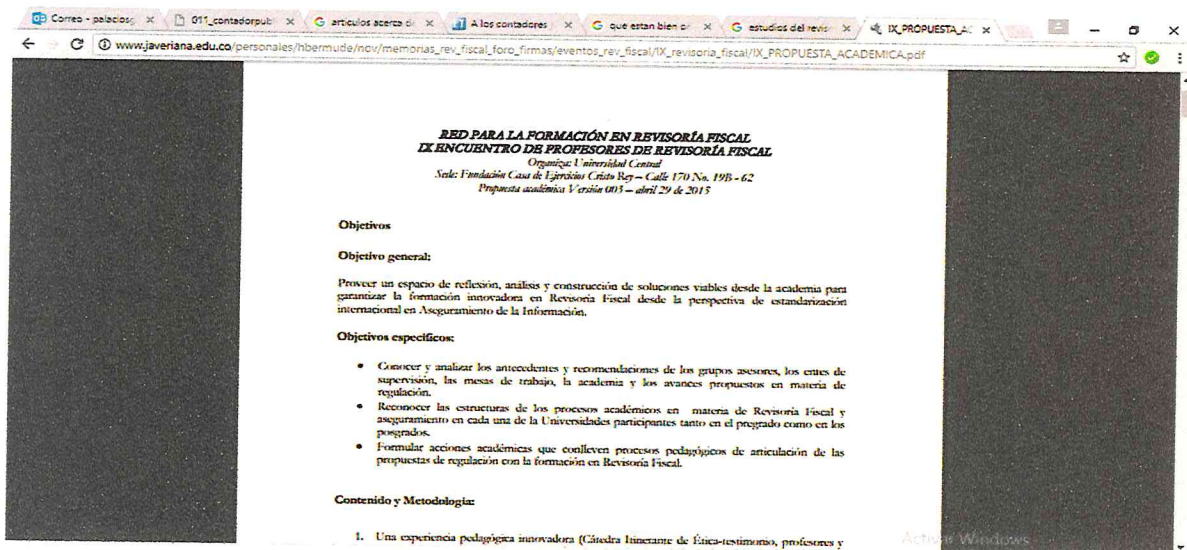 Correo - palaciosg
011_contadorpub
articulos acerca d
A los contadores
que estan bien p
estudios del revis
IX_PROPUESTA_AC
www.javeriana.edu.co/personales/hbermude/nov/memorias_rev_fiscal_foro_firmas/eventos_rev_fiscal/IX_revisoria_fiscal/IX_PROPUESTA_ACADEMICA.pdf
RED PARA LA FORMACIÓN EN REVISORÍA FISCAL
IX ENCUENTRO DE PROFESORES DE REVISORÍA FISCAL
Organiza: Universidad Central
Sede: Fundación Casa de Ejercicios Cristo Rey – Calle 170 No. 19B - 62
Propuesta académica Versión 003 – abril 29 de 2015
Objetivos
Objetivo general:
Proveer un espacio de reflexión, análisis y construcción de soluciones viables desde la academia para
garantizar la formación innovadora en Revisoría Fiscal desde la perspectiva de estandarización
internacional en Aseguramiento de la Información.
Objetivos específicos:
• Conocer y analizar los antecedentes y recomendaciones de los grupos asesores, los entes de
supervisión, las mesas de trabajo, la academia y los avances propuestos en materia de
regulación.
• Reconocer las estructuras de los procesos académicos en materia de Revisoría Fiscal y
aseguramiento en cada una de la Universidades participantes tanto en el pregrado como en los
posgrados.
• Formular acciones académicas que conlleven procesos pedagógicos de articulación de las
propuestas de regulación con la formación en Revisoría Fiscal.
Contenido y Metodología:
1. Una experiencia pedagógica innovadora (Cátedra Itinerante de Ética-testimonio, profesores y
Activar Windows